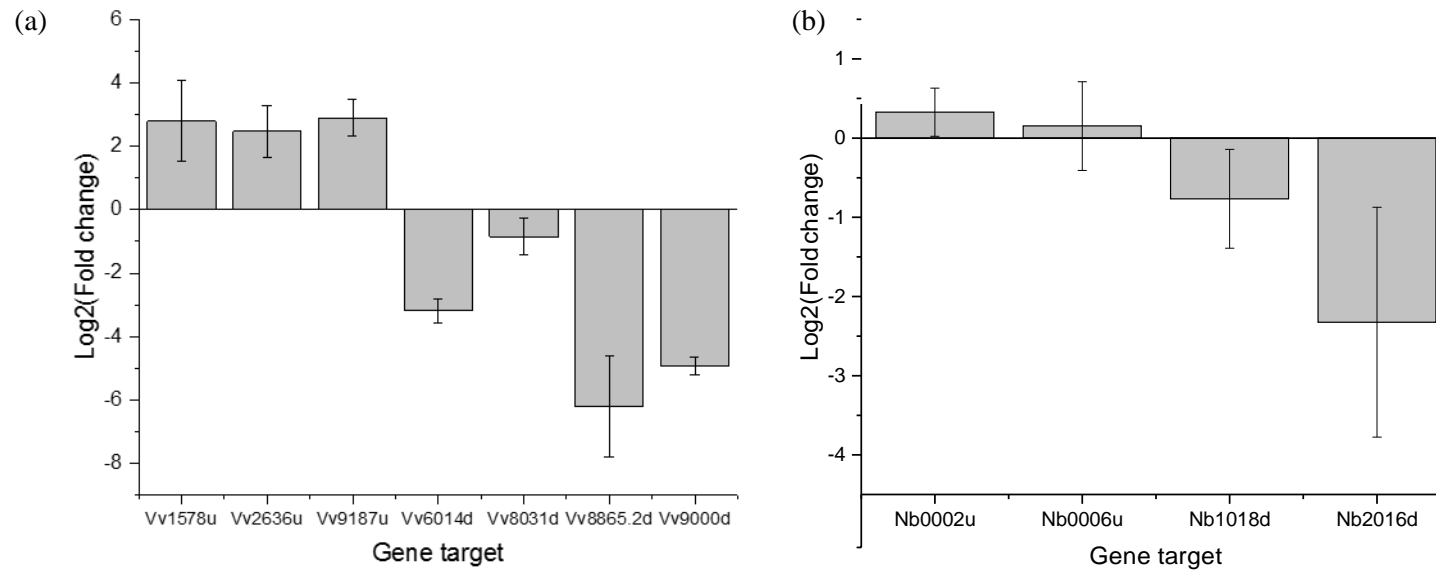 (a)
6
4
2
0
-2
-4
-6
-8
Log2(Fold change)
Vv1578u Vv2636u Vv9187u Vv6014d Vv8031d Vv8865.2d Vv9000d
Gene target
(b)
1
0
-1
-2
-3
-4
Log2(Fold change)
Nb0002u Nb0006u Nb1018d Nb2016d
Gene target